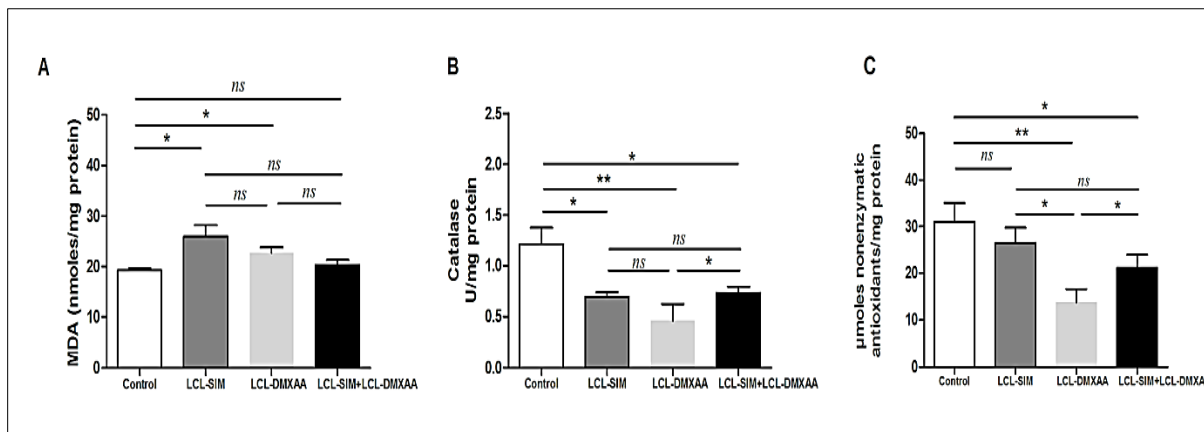 A
MDA (nmoles/mg protein)
50
40
30
20
10
0
ns
*
*
ns
ns
ns
Control
LCL-SIM
LCL-DMXAA
LCL-SIM+LCL-DMXAA
B
Catalase
U/mg protein
2.5
2.0
1.5
1.0
0.5
0.0
*
**
*
ns
ns
*
Control
LCL-SIM
LCL-DMXAA
LCL-SIM+LCL-DMXAA
C
µmoles nonenzymatic
antioxidants/mg protein
50
40
30
20
10
0
*
**
ns
ns
*
*
Control
LCL-SIM
LCL-DMXAA
LCL-SIM+LCL-DMXAA